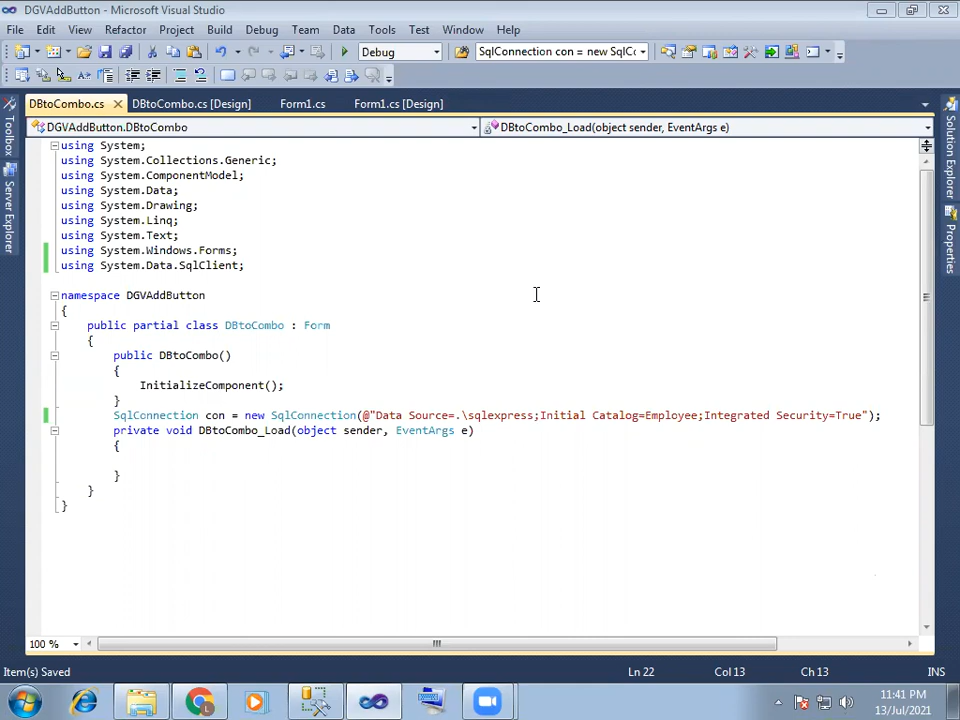 DGVAddButton - Microsoft Visual Studio
File Edit View Refactor Project Build Debug Team Data Tools Test Window Help
Debug SqlConnection con = new SqlCo
DBtoCombo.cs DBtoCombo.cs [Design] Form1.cs Form1.cs [Design]
DGVAddButton.DBtoCombo DBtoCombo_Load(object sender, EventArgs e)
Toolbox
Server Explorer
Solution Explorer
Properties
using System;
using System.Collections.Generic;
using System.ComponentModel;
using System.Data;
using System.Drawing;
using System.Linq;
using System.Text;
using System.Windows.Forms;
using System.Data.SqlClient;
namespace DGVAddButton
{
public partial class DBtoCombo : Form
{
public DBtoCombo()
{
InitializeComponent();
}
SqlConnection con = new SqlConnection(@"Data Source=.\sqlexpress;Initial Catalog=Employee;Integrated Security=True");
private void DBtoCombo_Load(object sender, EventArgs e)
{
}
}
}
100 %
Item(s) Saved Ln 22 Col 13 Ch 13 INS
11:41 PM
13/Jul/2021